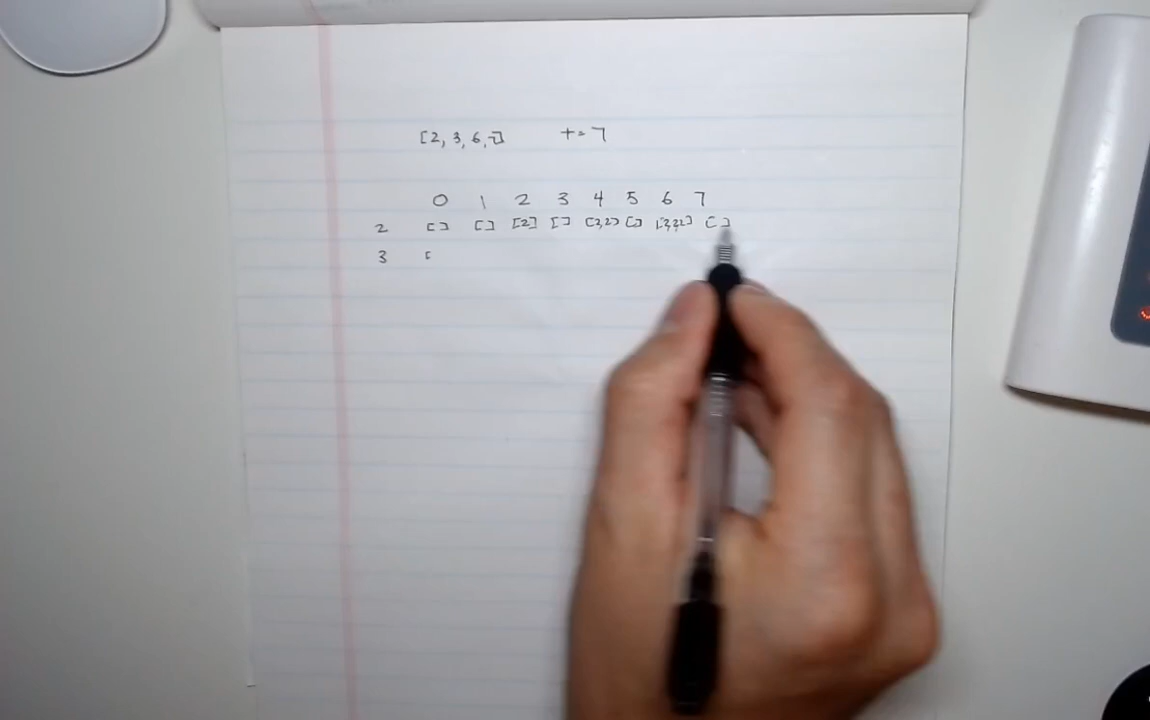 [2, 3, 6, 7] t = 7
0 1 2 3 4 5 6 7
2 [] [] [2] [] [2,2] [] [2,2,2] []
3 [